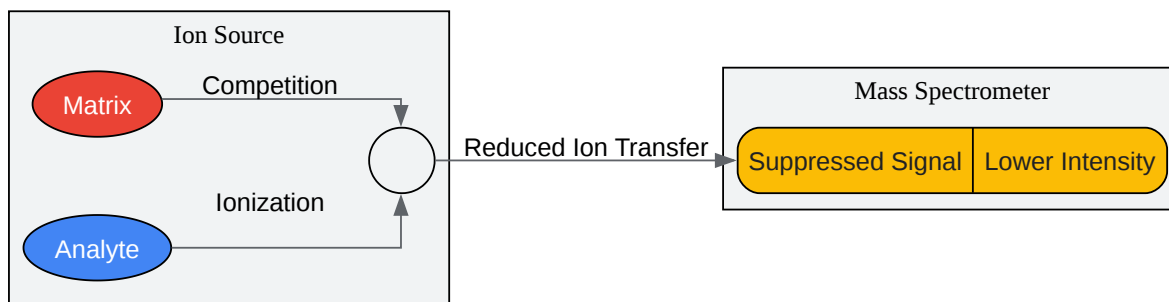 Ion Source
Matrix
Competition
Ionization
Analyte
Reduced Ion Transfer
Mass Spectrometer
Suppressed Signal
Lower Intensity